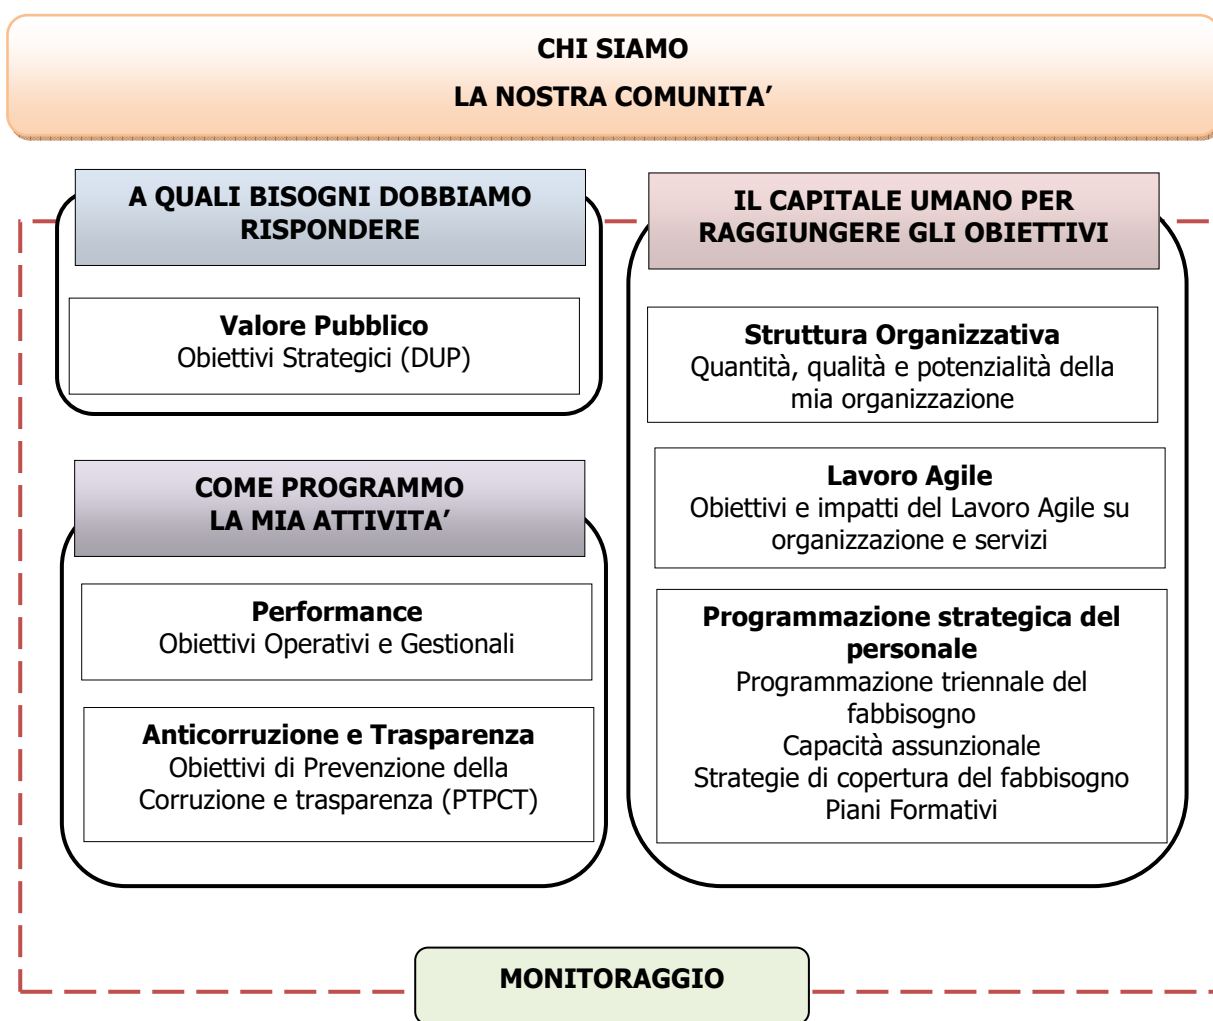 CHI SIAMO
LA NOSTRA COMUNITA’
A QUALI BISOGNI DOBBIAMO
RISPONDERE
Valore Pubblico
Obiettivi Strategici (DUP)
COME PROGRAMMO
LA MIA ATTIVITA’
Performance
Obiettivi Operativi e Gestionali
Anticorruzione e Trasparenza
Obiettivi di Prevenzione della
Corruzione e trasparenza (PTPCT)
IL CAPITALE UMANO PER
RAGGIUNGERE GLI OBIETTIVI
Struttura Organizzativa
Quantità, qualità e potenzialità della
mia organizzazione
Lavoro Agile
Obiettivi e impatti del Lavoro Agile su
organizzazione e servizi
Programmazione strategica del
personale
Programmazione triennale del
fabbisogno
Capacità assunzionale
Strategie di copertura del fabbisogno
Piani Formativi
MONITORAGGIO